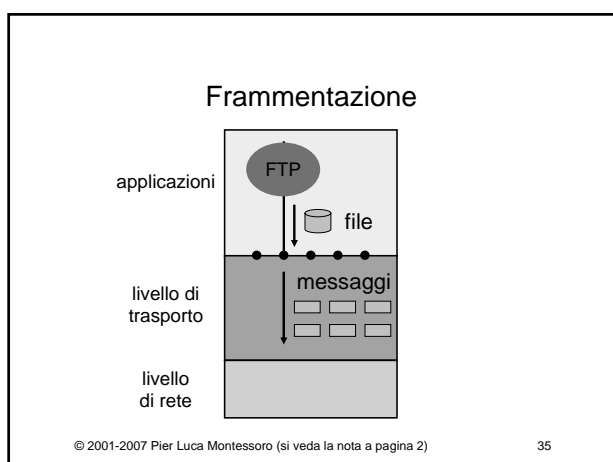 Frammentazione
FTP
applicazioni
file
messaggi
livello di
trasporto
livello
di rete
© 2001-2007 Pier Luca Montessoro (si veda la nota a pagina 2)
35